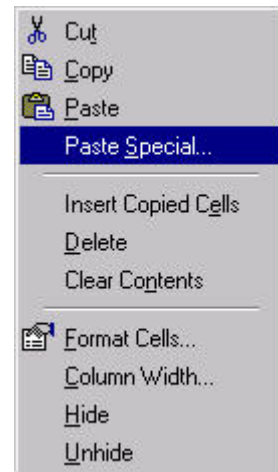 Cut
Copy
Paste
Paste Special...
Insert Copied Cells
Delete
Clear Contents
Format Cells...
Column Width...
Hide
Unhide